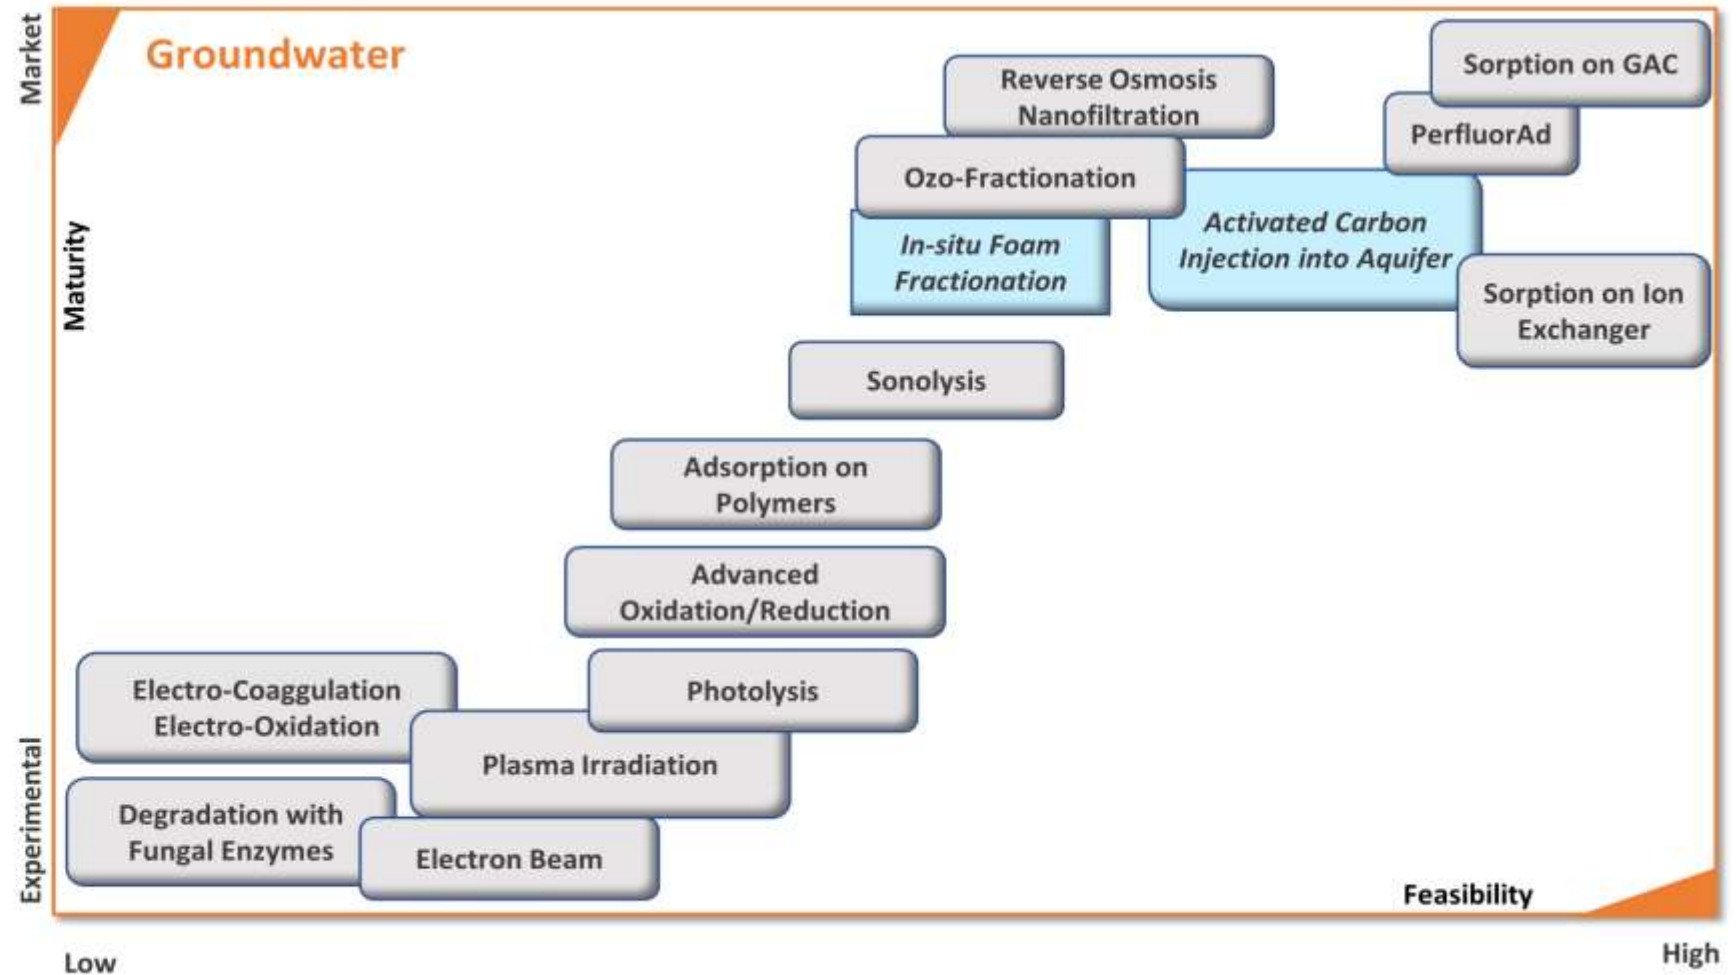 Groundwater
Market
Maturity
Experimental
Reverse Osmosis
Nanofiltration
Sorption on GAC
PerfluorAd
Ozo-Fractionation
In-situ Foam
Fractionation
Activated Carbon
Injection into Aquifer
Sorption on Ion
Exchanger
Sonolysis
Adsorption on
Polymers
Advanced
Oxidation/Reduction
Electro-Coaggulation
Electro-Oxidation
Photolysis
Plasma Irradiation
Degradation with
Fungal Enzymes
Electron Beam
Feasibility
Low
High